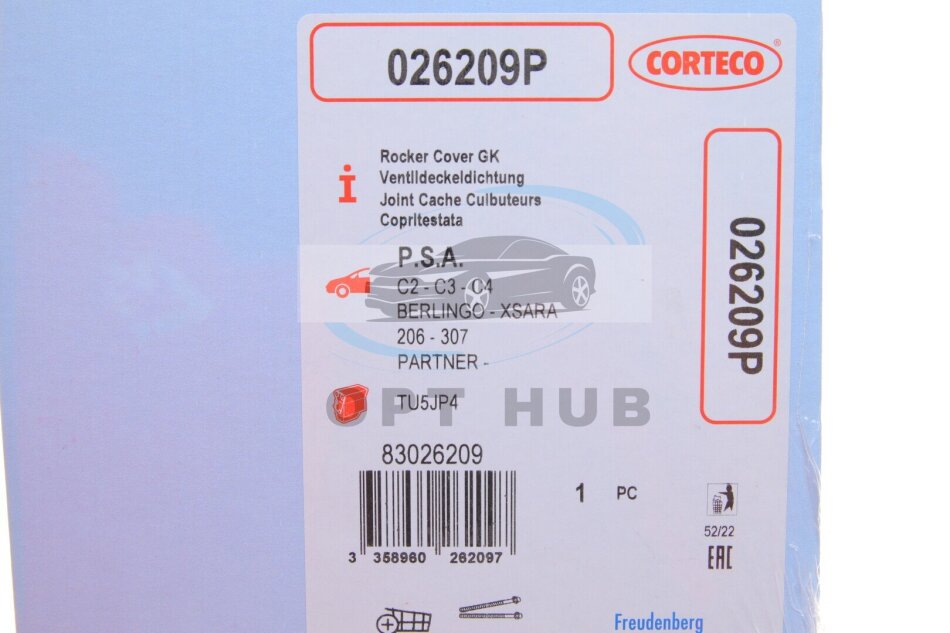 026209P
CORTECO®
Rocker Cover GK
Ventildeckeldichtung
Joint Cache Culbuteurs
Copritestata
P.S.A.
C2 - C3 - C4
BERLINGO - XSARA
206 - 307
PARTNER -
TU5JP4
OPT HUB
83026209
3 358960 262097
1 PC
52/22
EAC
026209P
Freudenberg